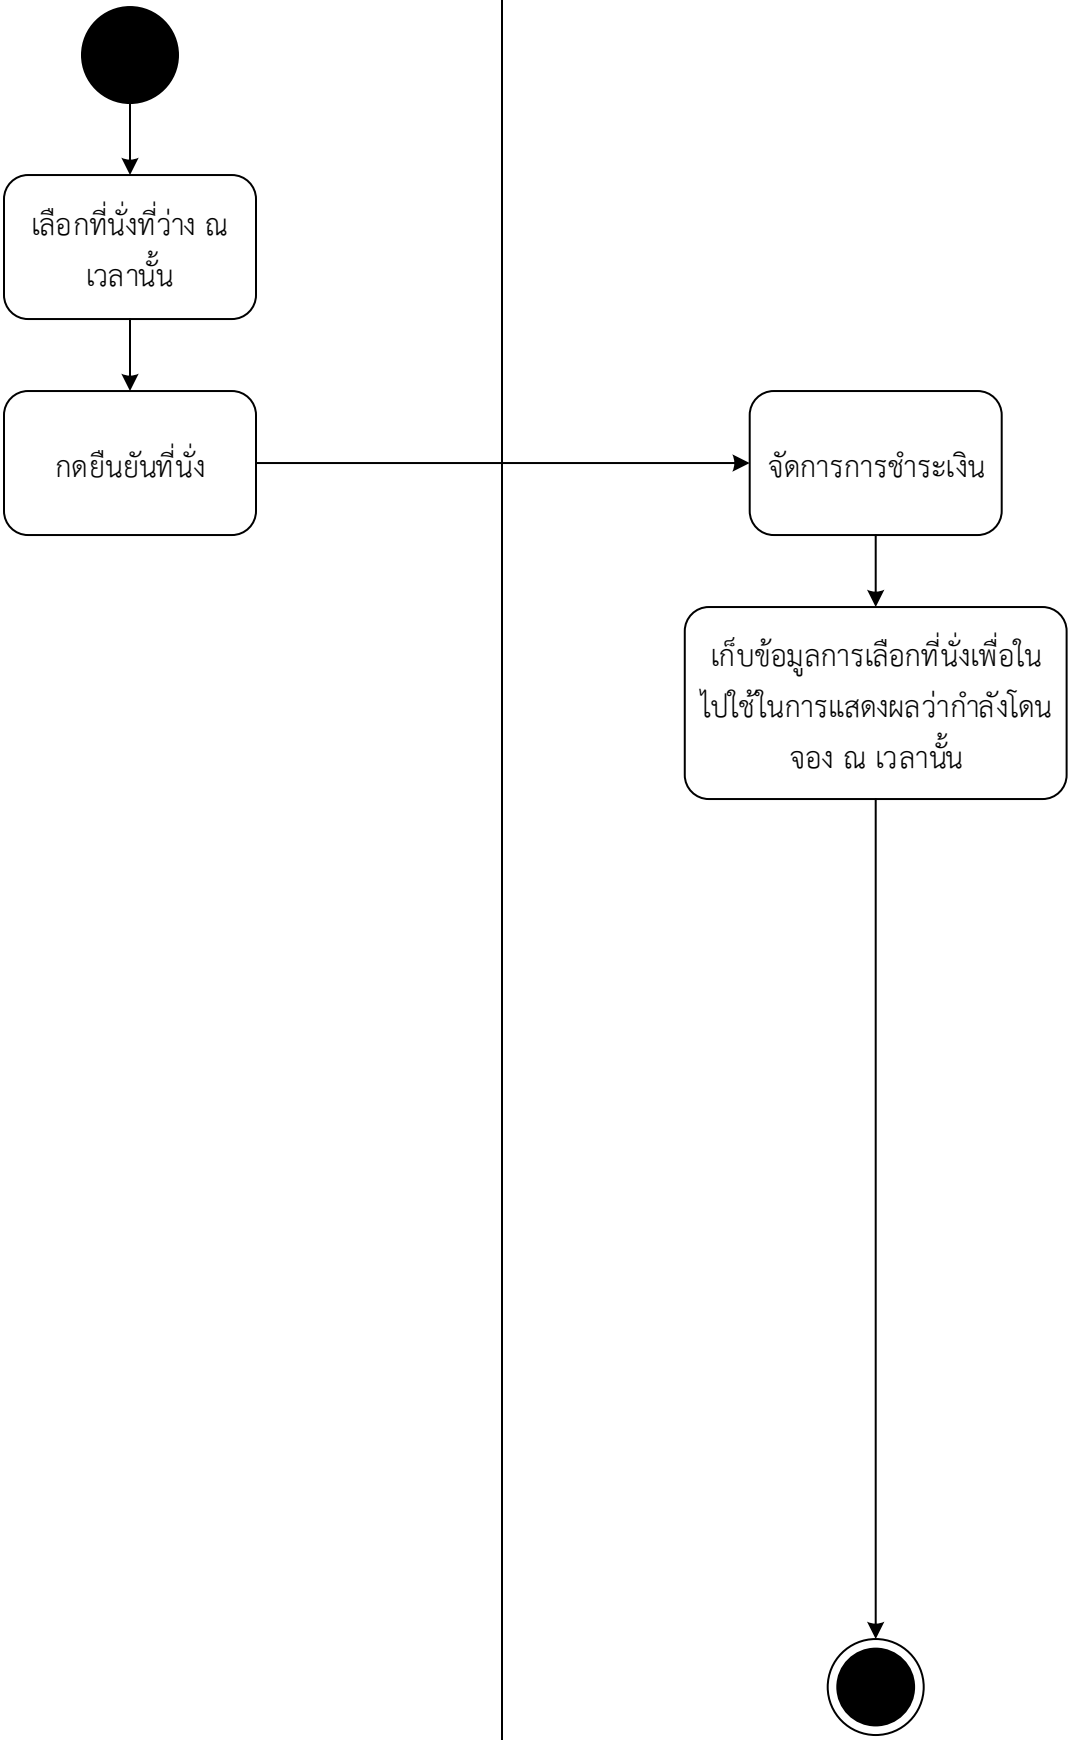 เลือกที่นั่งที่ว่าง ณ
เวลานั้น
กดยืนยันที่นั่ง
จัดการการชำระเงิน
เก็บข้อมูลการเลือกที่นั่งเพื่อใน
ไปใช้ในการแสดงผลว่ากำลังโดน
จอง ณ เวลานั้น